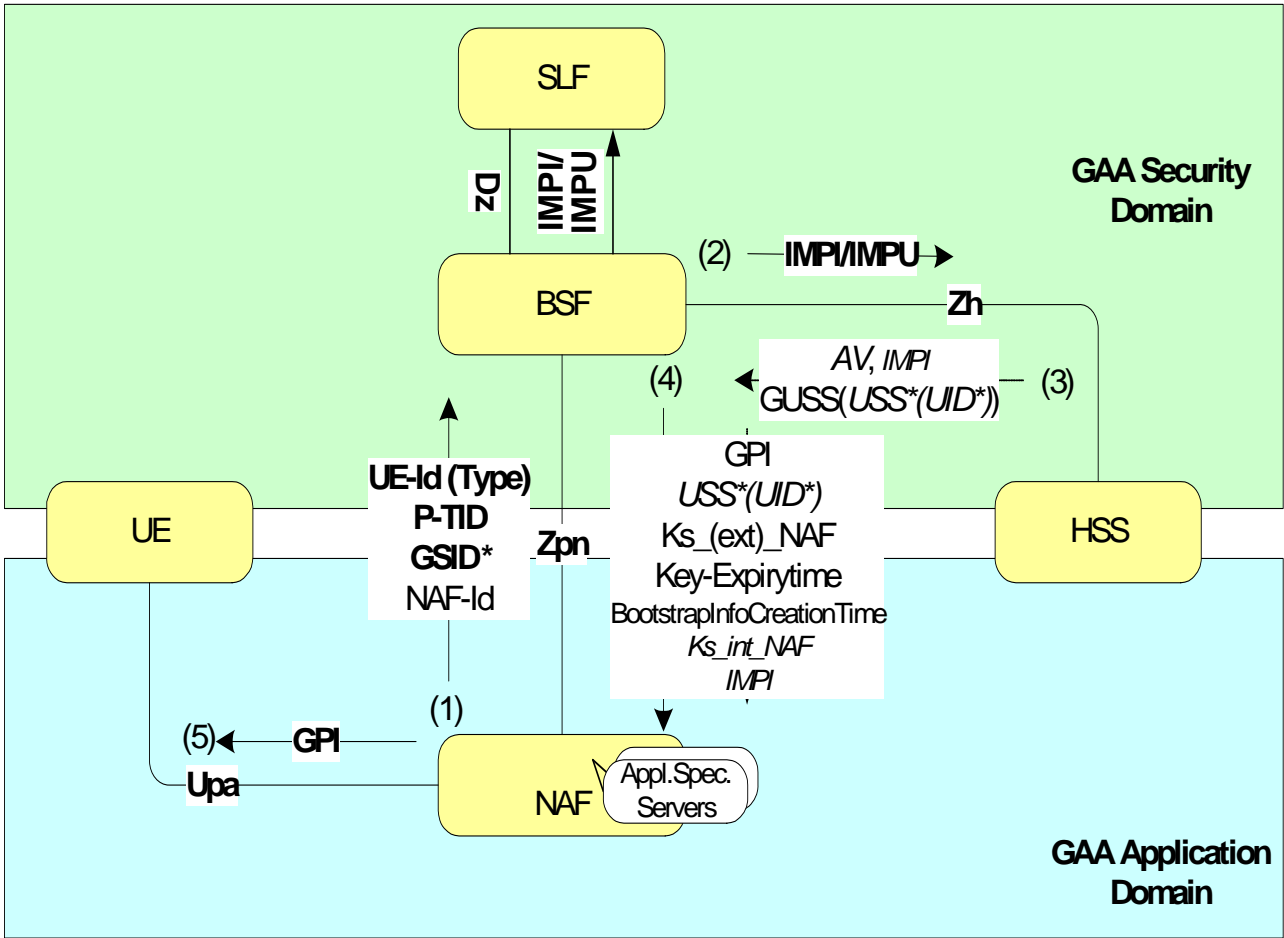 SLF
Dz
IMPI/
IMPU
GAA Security
Domain
(2)
IMPI/IMPU
BSF
Zh
(4)
AV, IMPI
GUSS(USS*(UID*))
(3)
UE-Id (Type)
P-TID
GSID*
NAF-Id
GPI
USS*(UID*)
Ks_(ext)_NAF
Key-Expirytime
BootstrapInfoCreationTime
Ks_int_NAF
IMPI
UE
Zpn
HSS
(1)
(5)
GPI
Upa
NAF
Appl.Spec.
Servers
GAA Application
Domain